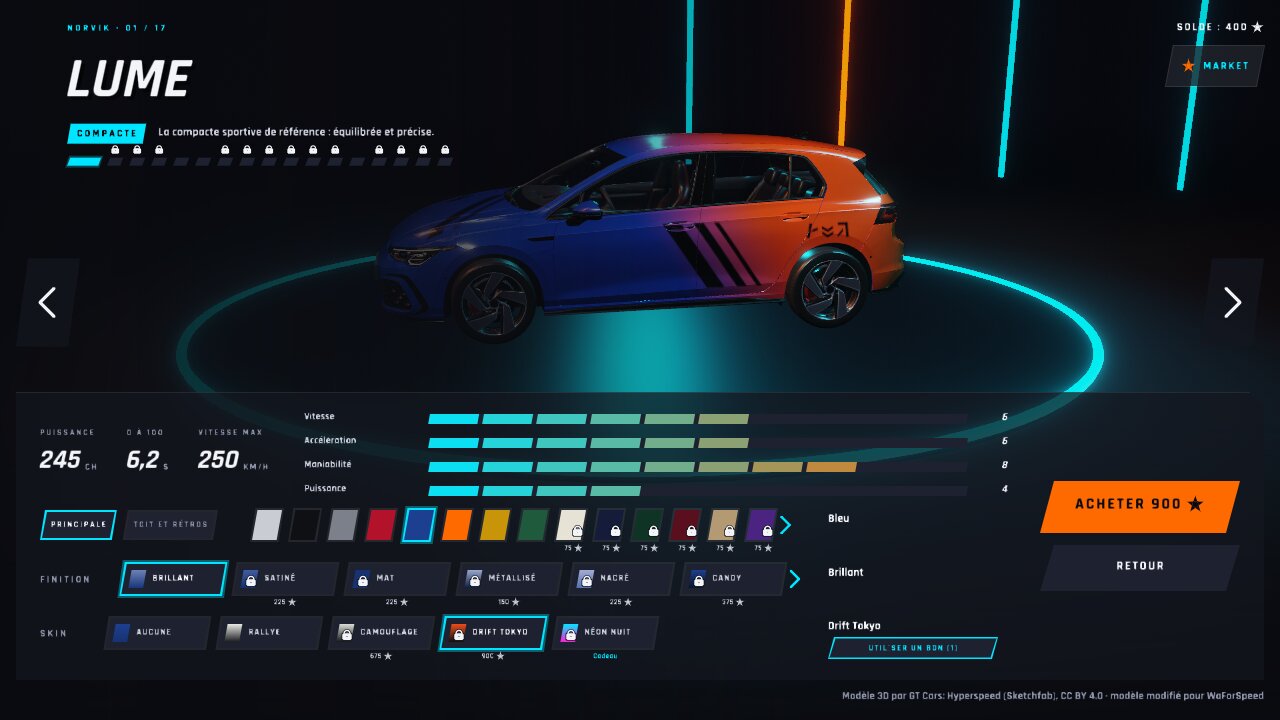 NORVIK · 01 / 17
SOLDE : 400 ★
LUME
★ MARKET
COMPACTE
La compacte sportive de référence : équilibrée et précise.
PUISSANCE
0 À 100
VITESSE MAX
245 CH
6,2 S
250 KM/H
Vitesse
6
Accélération
6
Maniabilité
8
Puissance
4
PRINCIPALE
TOIT ET RÉTROS
75 ★
75 ★
75 ★
75 ★
75 ★
75 ★
Bleu
ACHETER 900 ★
FINITION
BRILLANT
SATINÉ
MAT
MÉTALLISÉ
NACRÉ
CANDY
225 ★
225 ★
150 ★
225 ★
375 ★
Brillant
RETOUR
SKIN
AUCUNE
RALLYE
CAMOUFLAGE
DRIFT TOKYO
NÉON NUIT
675 ★
900 ★
Cadeau
Drift Tokyo
UTILISER UN BON (1)
Modèle 3D par GT Cars: Hyperspeed (Sketchfab), CC BY 4.0 · modèle modifié pour WaForSpeed